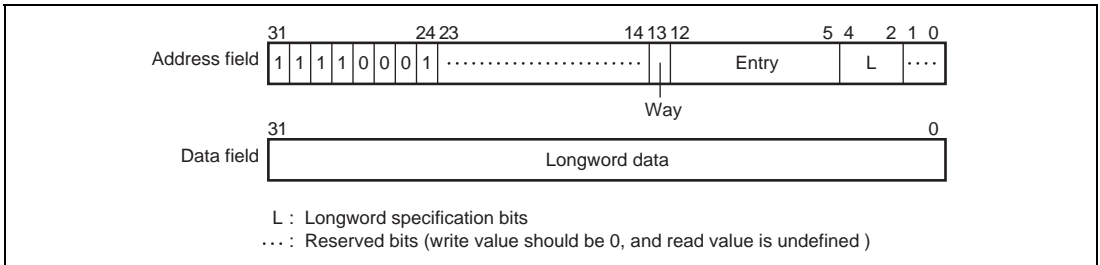 31 24 23 14 13 12 5 4 2 1 0
Address field 1 1 1 1 0 0 0 1 ........................ Entry L ....
Way
31 0
Data field Longword data
L : Longword specification bits
... : Reserved bits (write value should be 0, and read value is undefined )